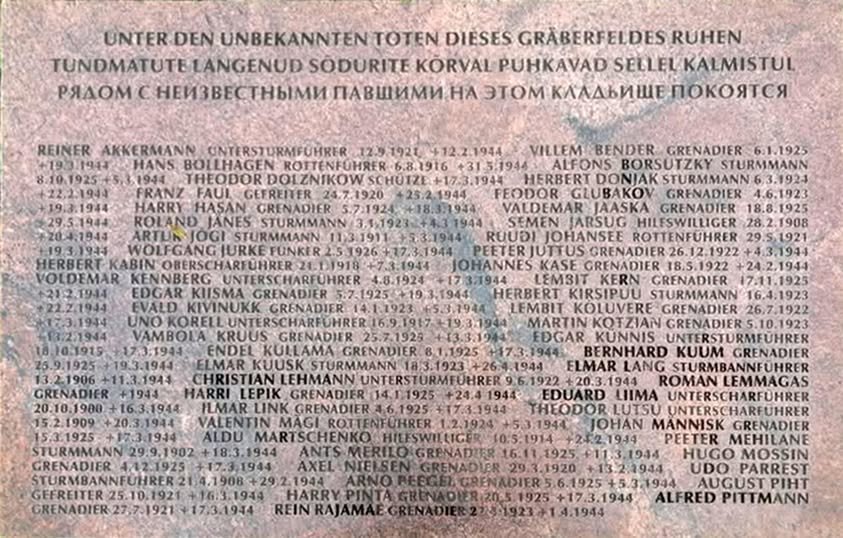 UNTER DEN UNBEKANNTEN TOTEN DIESES GRÄBERFELDES RUHEN
TUNDMATUTE LANGENUD SÕDURITE KÕRVAL PUHKAVAD SELLEL KALMISTUL
РЯДОМ С НЕИЗВЕСТНЫМИ ПАВШИМИ НА ЭТОМ КЛАДЬИЩЕ ПОКОЯТСЯ
REINER AKKERMANN UNTERSTURMFÜHRER 12.9.1921 +12.2.1944 VILLEM BENDER GRENADIER 6.1.1925
+19.3.1944 HANS BOLLHAGEN ROTTENFÜHRER 6.8.1916 +31.5.1944 ALFONS BORSUTZKY STURMMANN
8.10.1925 +5.3.1944 THEODOR DOLZNIKOW SCHÜTZE +17.3.1944 HERBERT DONJAK STURMMANN 6.3.1924
+22.2.1944 FRANZ FAUL GEFREITER 24.7.1920 +25.2.1944 FEODOR GLUBAKOV GRENADIER 4.6.1923
+19.3.1944 HARRY HASAN GRENADIER 5.7.1924 +18.3.1944 VALDEMAR JAASKA GRENADIER 18.8.1925
+29.5.1944 ROLAND JÄNES STURMMANN 3.1.1923 +4.3.1944 SEMEN JARSUG HILFSWILLIGER 28.2.1908
+20.4.1944 ARTUR JÕGI STURMMANN 11.3.1911 +5.3.1944 RUUDI JOHANSEE ROTTENFÜHRER 29.5.1921
+19.3.1944 WOLFGANG JURKE FUNKER 2.5.1926 +17.3.1944 PEETER JUTTUS GRENADIER 26.12.1922 +4.3.1944
HERBERT KABIN OBERSCHARFÜHRER 21.1.1918 +7.3.1944 JOHANNES KASE GRENADIER 18.5.1922 +24.2.1944
VOLDEMAR KENNBERG UNTERSCHARFÜHRER 4.8.1924 +17.3.1944 LEMBIT KERN GRENADIER 17.11.1925
+21.2.1944 EDGAR KIISMA GRENADIER 5.7.1925 +19.3.1944 HERBERT KIRSIPUU STURMMANN 16.4.1923
+22.2.1944 EVALD KIVINUKK GRENADIER 14.1.1923 +5.3.1944 LEMBIT KOLUVERE GRENADIER 26.7.1922
+17.3.1944 UNO KORELL UNTERSCHARFÜHRER 16.9.1917 +19.3.1944 MARTIN KOTZIAN GRENADIER 5.10.1923
+13.2.1944 VAMBOLA KRUUS GRENADIER 25.7.1925 +13.3.1944 EDGAR KÜNNIS UNTERSTURMFÜHRER
18.10.1915 +17.3.1944 ENDEL KULLAMA GRENADIER 8.1.1925 +17.3.1944 BERNHARD KUUM GRENADIER
25.9.1925 +19.3.1944 ELMAR KUUSK STURMMANN 18.3.1923 +26.4.1944 ELMAR LANG STURMBANNFÜHRER
13.2.1906 +11.3.1944 CHRISTIAN LEHMANN UNTERSTURMFÜHRER 9.6.1922 +20.3.1944 ROMAN LEMMAGAS
GRENADIER +1944 HARRI LEPIK GRENADIER 14.1.1925 +24.4 1944 EDUARD LIIMA UNTERSCHARFÜHRER
20.10.1900 +16.3.1944 ILMAR LINK GRENADIER 4.6.1925 +17.3.1944 THEODOR LUTSU UNTERSCHARFÜHRER
15.2.1909 +20.3.1944 VALENTIN MÄGI ROTTENFÜHRER 1.2.1924 +5.3.1944 JOHAN MÄNNISK GRENADIER
15.3.1925 +17.3.1944 ALDU MARTSCHENKO HILFSWILLIGER 10.5.1914 +24.2.1944 PEETER MEHILANE
STURMMANN 29.9.1902 +18.3.1944 ANTS MERILO GRENADIER 16.11.1925 +11.3.1944 HUGO MOSSIN
GRENADIER 4.12.1925 +17.3.1944 AXEL NIELSEN GRENADIER 29.3.1920 +13.2.1944 UDO PARREST
STURMBANNFÜHRER 21.4.1908 +29.2.1944 ARNO PEEGEL GRENADIER 5.6.1925 +5.3.1944 AUGUST PIHT
GEFREITER 25.10.1921 +16.3.1944 HARRY PINTA GRENADIER 20.5.1925 +17.3.1944 ALFRED PITTMANN
GRENADIER 27.7.1921 +17.3.1944 REIN RAJAMÄE GRENADIER 1923 +1.4.1944